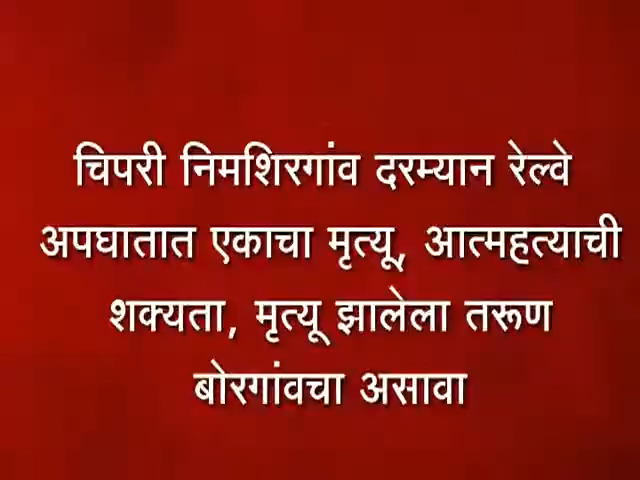 चिपरी निमशिरगांव दरम्यान रेल्वे
अपघातात एकाचा मृत्यू, आत्महत्याची
शक्यता, मृत्यू झालेला तरूण
बोरगांवचा असावा